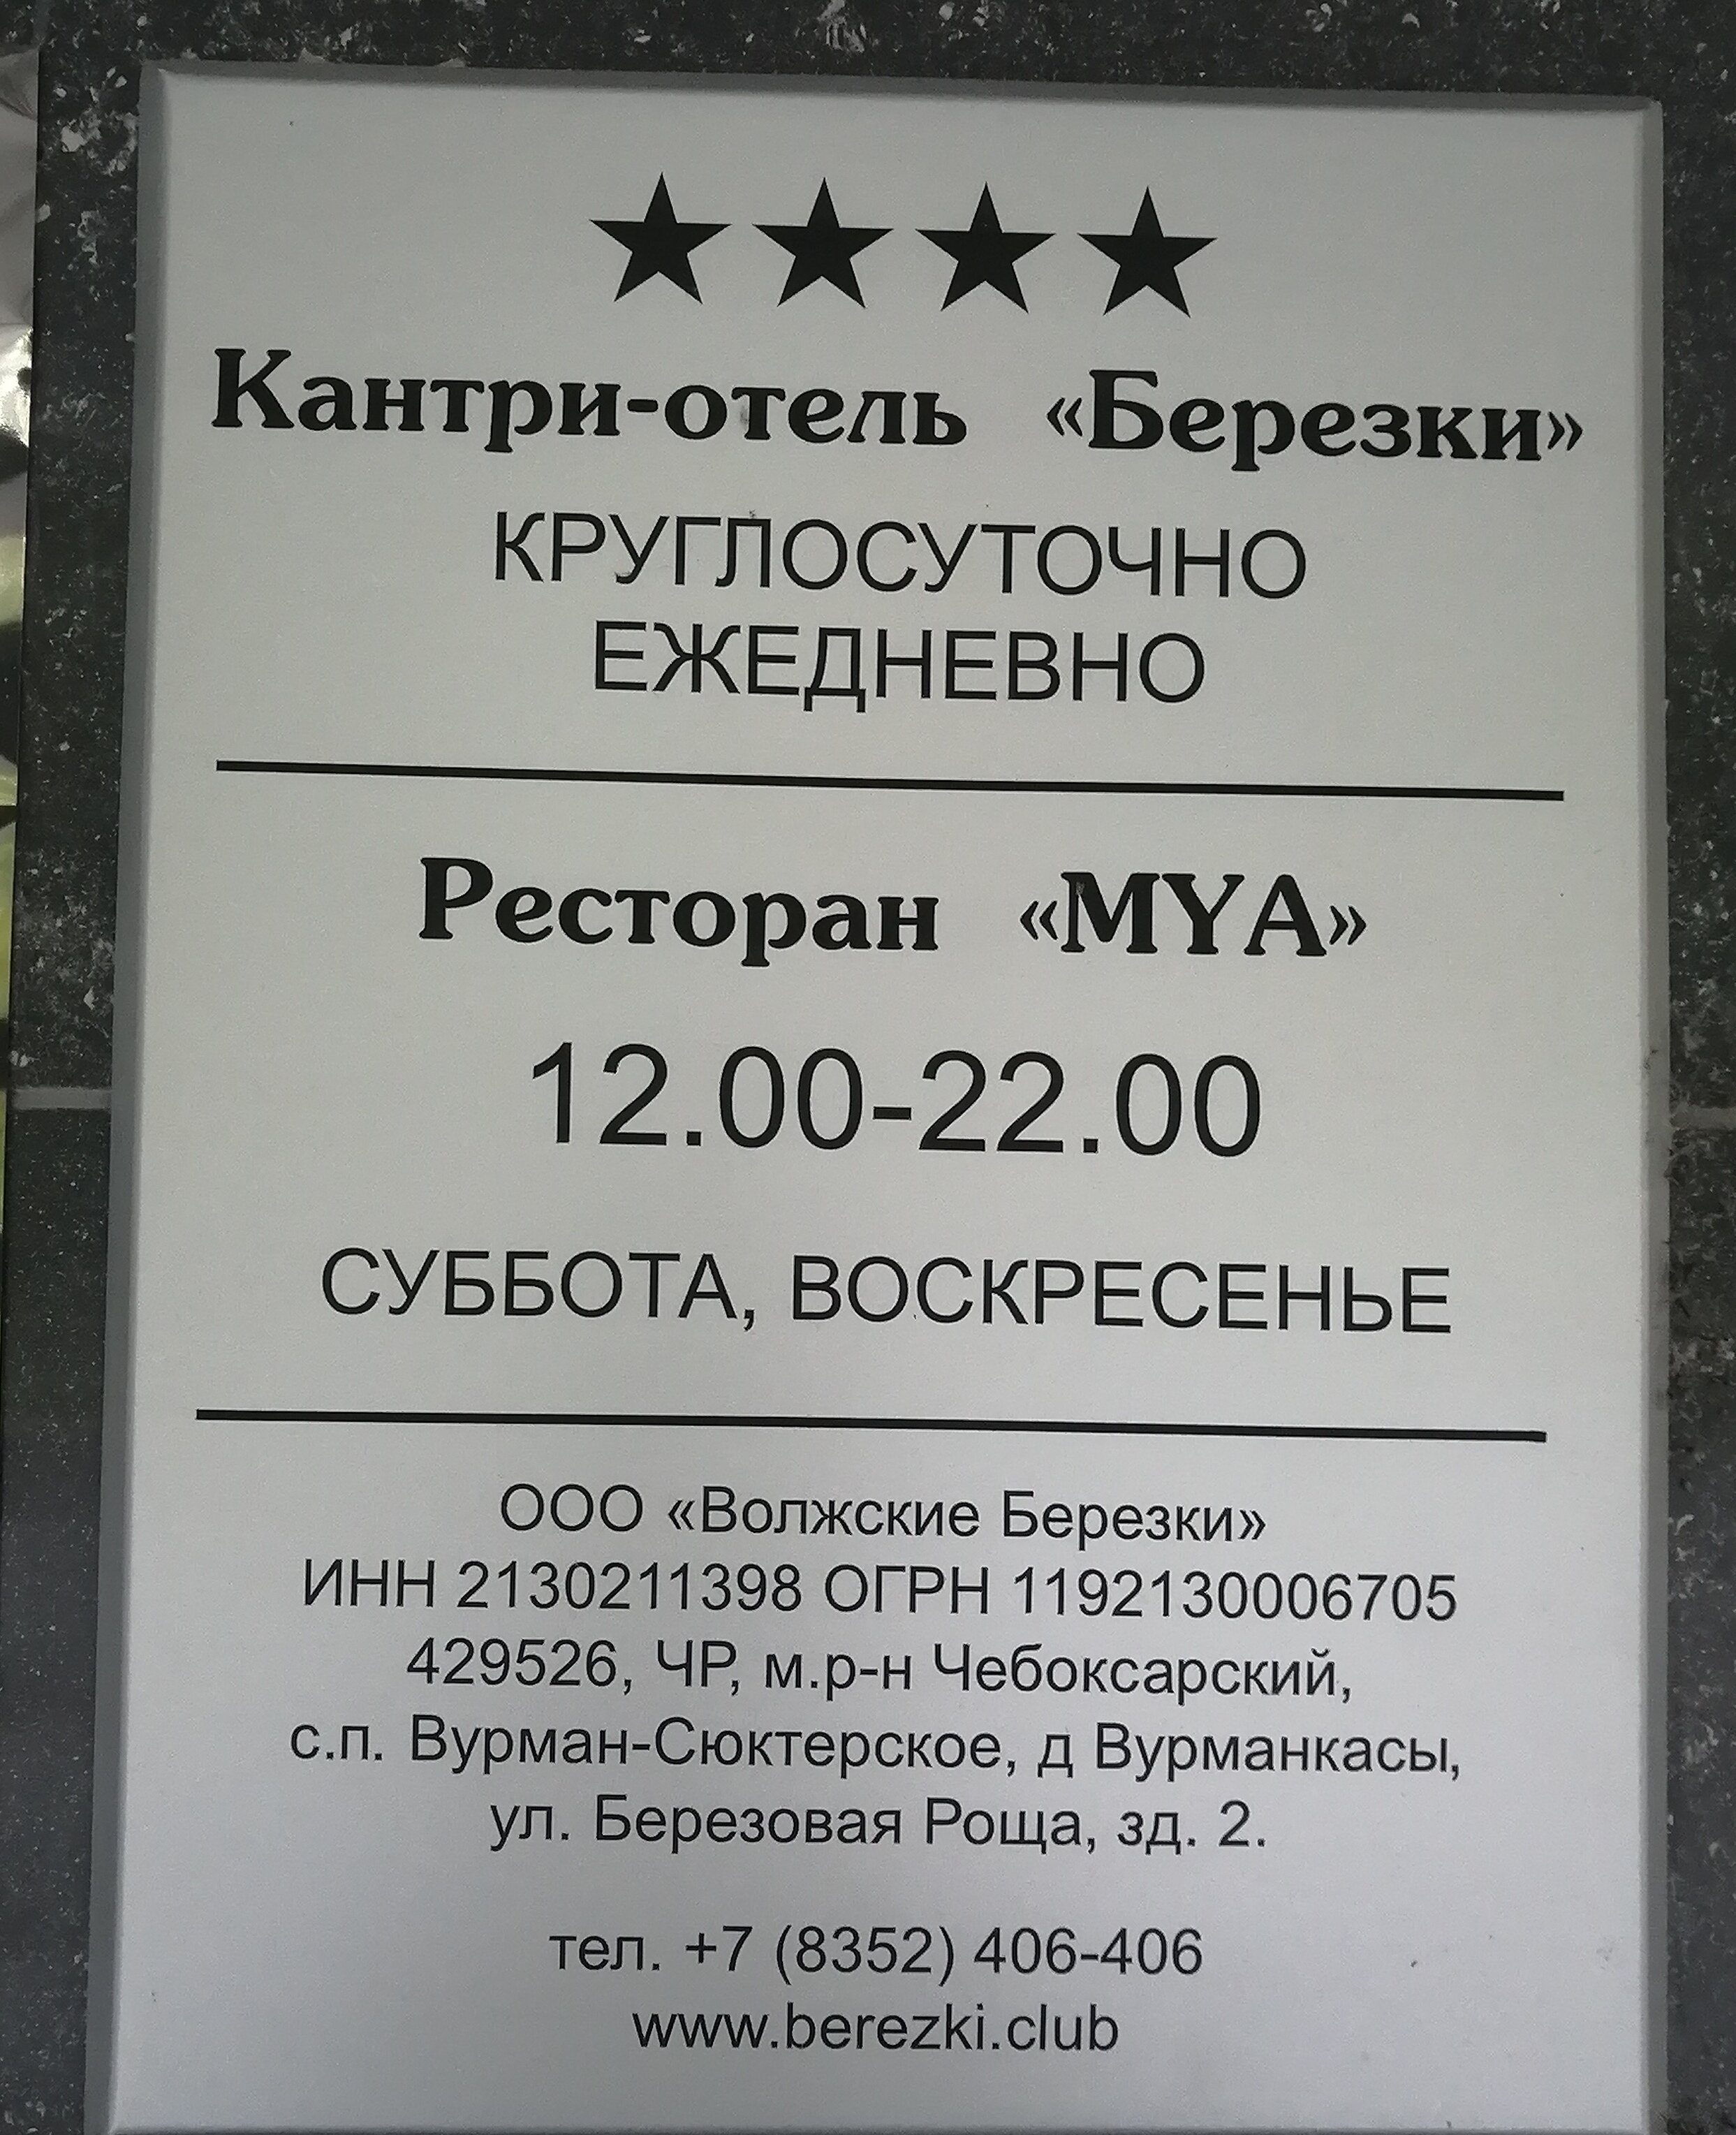 ★★★★
Кантри-отель «Березки»
КРУГЛОСУТОЧНО
ЕЖЕДНЕВНО
Ресторан «MYA»
12.00-22.00
СУББОТА, ВОСКРЕСЕНЬЕ
ООО «Волжские Березки»
ИНН 2130211398 ОГРН 1192130006705
429526, ЧР, м.р-н Чебоксарский,
с.п. Вурман-Сюктерское, д Вурманкасы,
ул. Березовая Роща, зд. 2.
тел. +7 (8352) 406-406
www.berezki.club